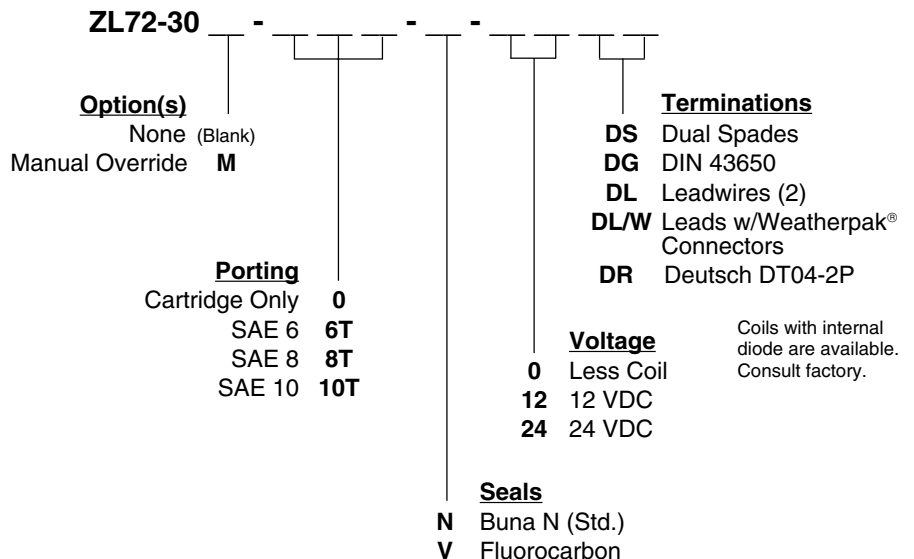 ZL72-30 __ - __ __ __ - __ - __ __ __ __
Option(s)
None (Blank)
Manual Override M
Terminations
DS Dual Spades
DG DIN 43650
DL Leadwires (2)
DL/W Leads w/Weatherpak®
Connectors
DR Deutsch DT04-2P
Porting
Cartridge Only 0
SAE 6 6T
SAE 8 8T
SAE 10 10T
Voltage
0 Less Coil
12 12 VDC
24 24 VDC
Coils with internal
diode are available.
Consult factory.
Seals
N Buna N (Std.)
V Fluorocarbon